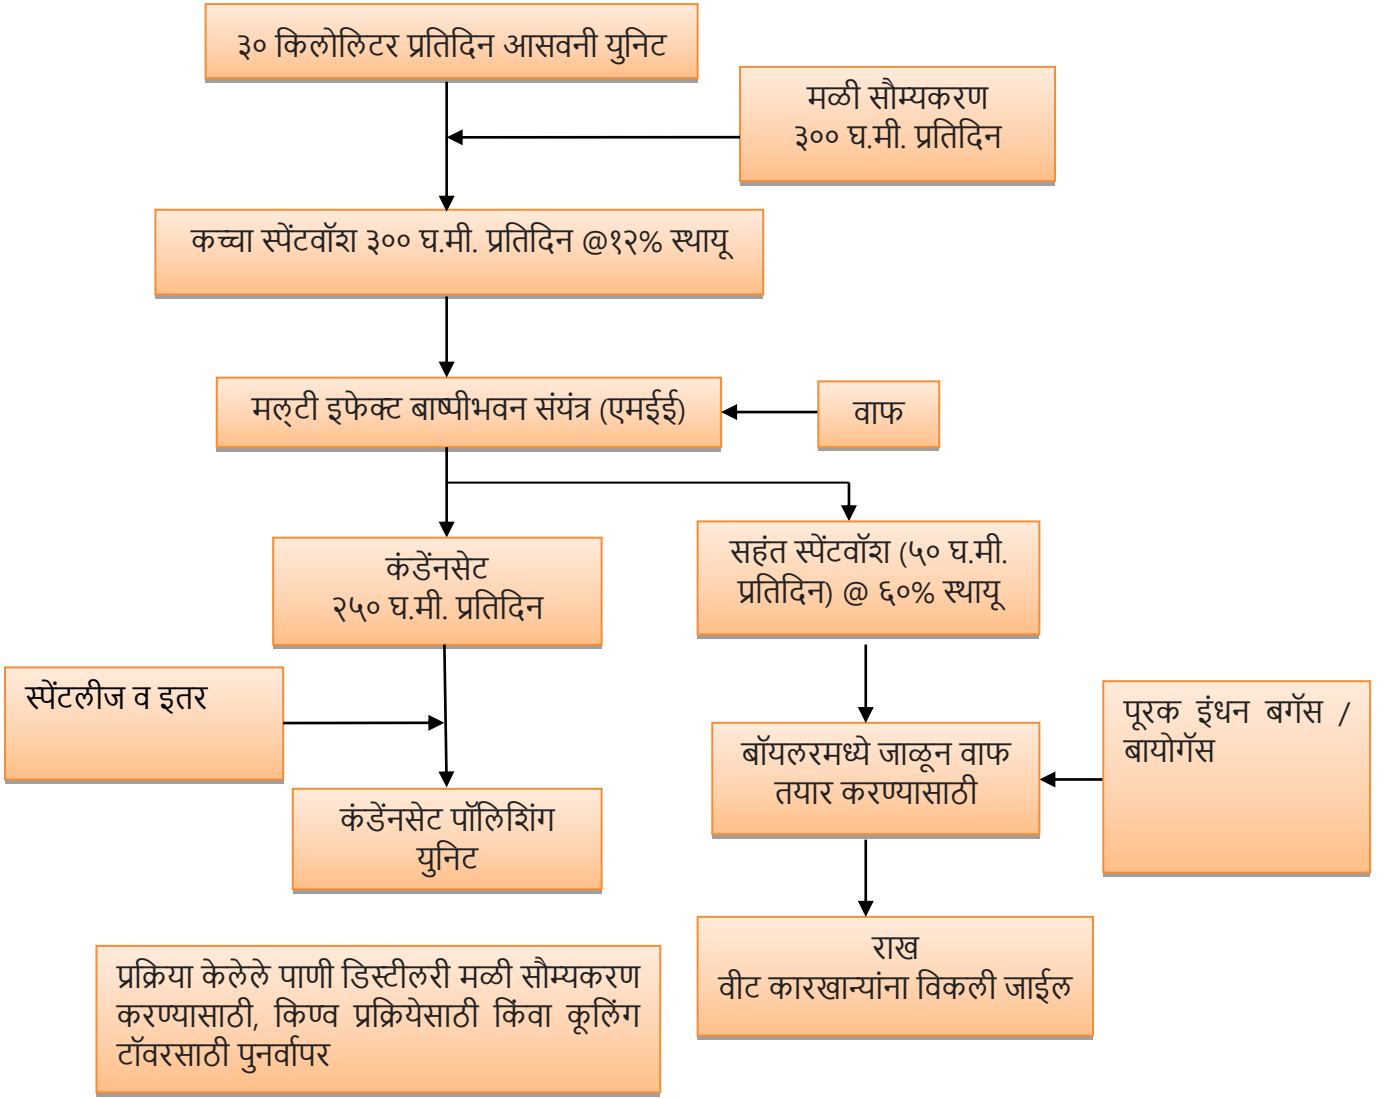 ३० किलोलिटर प्रतिदिन आसवनी युनिट
मळी सौम्यकरण
३०० घ.मी. प्रतिदिन
कच्चा स्पेंटवॉश ३०० घ.मी. प्रतिदिन @१२% स्थायू
मल्‌टी इफेक्ट बाष्पीभवन संयंत्र (एमईई)
वाफ
सहंत स्पेंटवॉश (५० घ.मी.
प्रतिदिन) @ ६०% स्थायू
कंडेंनसेट
२५० घ.मी. प्रतिदिन
स्पेंटलीज व इतर
पूरक इंधन बगॅस /
बायोगॅस
बॉयलरमध्ये जाळून वाफ
तयार करण्यासाठी
कंडेंनसेट पॉलिशिंग
युनिट
राख
वीट कारखान्यांना विकली जाईल
प्रक्रिया केलेले पाणी डिस्टीलरी मळी सौम्यकरण
करण्यासाठी, किण्व प्रक्रियेसाठी किंवा कूलिंग
टॉवरसाठी पुनर्वापर